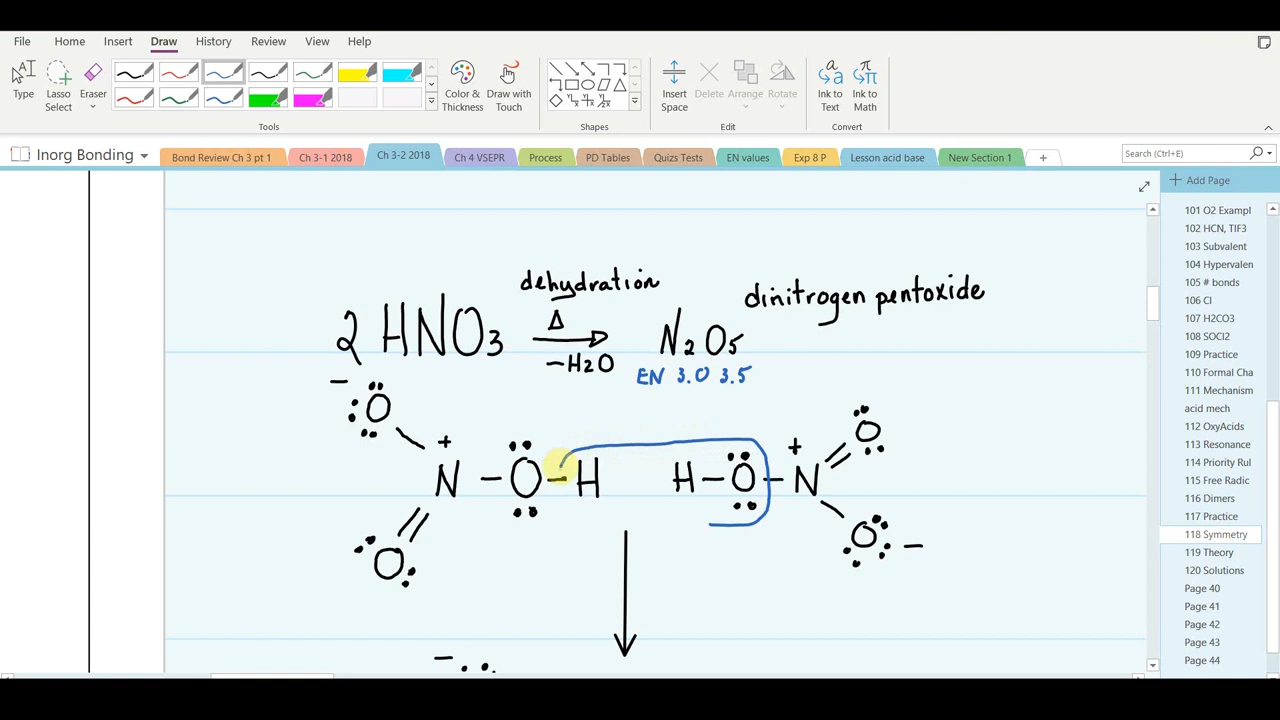 File Home Insert Draw History Review View Help
Type Lasso Select Eraser Color & Thickness Draw with Touch Insert Space Delete Arrange Rotate Ink to Text Ink to Math
Tools Shapes Edit Convert
Inorg Bonding Bond Review Ch 3 pt 1 Ch 3-1 2018 Ch 3-2 2018 Ch 4 VSEPR Process PD Tables Quizs Tests EN values Exp 8 P Lesson acid base New Section 1 + Search (Ctrl+E)
+ Add Page
101 O2 Exampl
102 HCN, TIF3
103 Subvalent
104 Hypervalen
105 # bonds
106 CI
107 H2CO3
108 SOCI2
109 Practice
110 Formal Cha
111 Mechanism
acid mech
112 OxyAcids
113 Resonance
114 Priority Rul
115 Free Radic
116 Dimers
117 Practice
118 Symmetry
119 Theory
120 Solutions
Page 40
Page 41
Page 42
Page 43
Page 44
dehydration dinitrogen pentoxide
2 HNO3 Δ → N2O5
−H2O
EN 3.0 3.5
− O O
+ +
N − O − H H − O − N
O O −
−